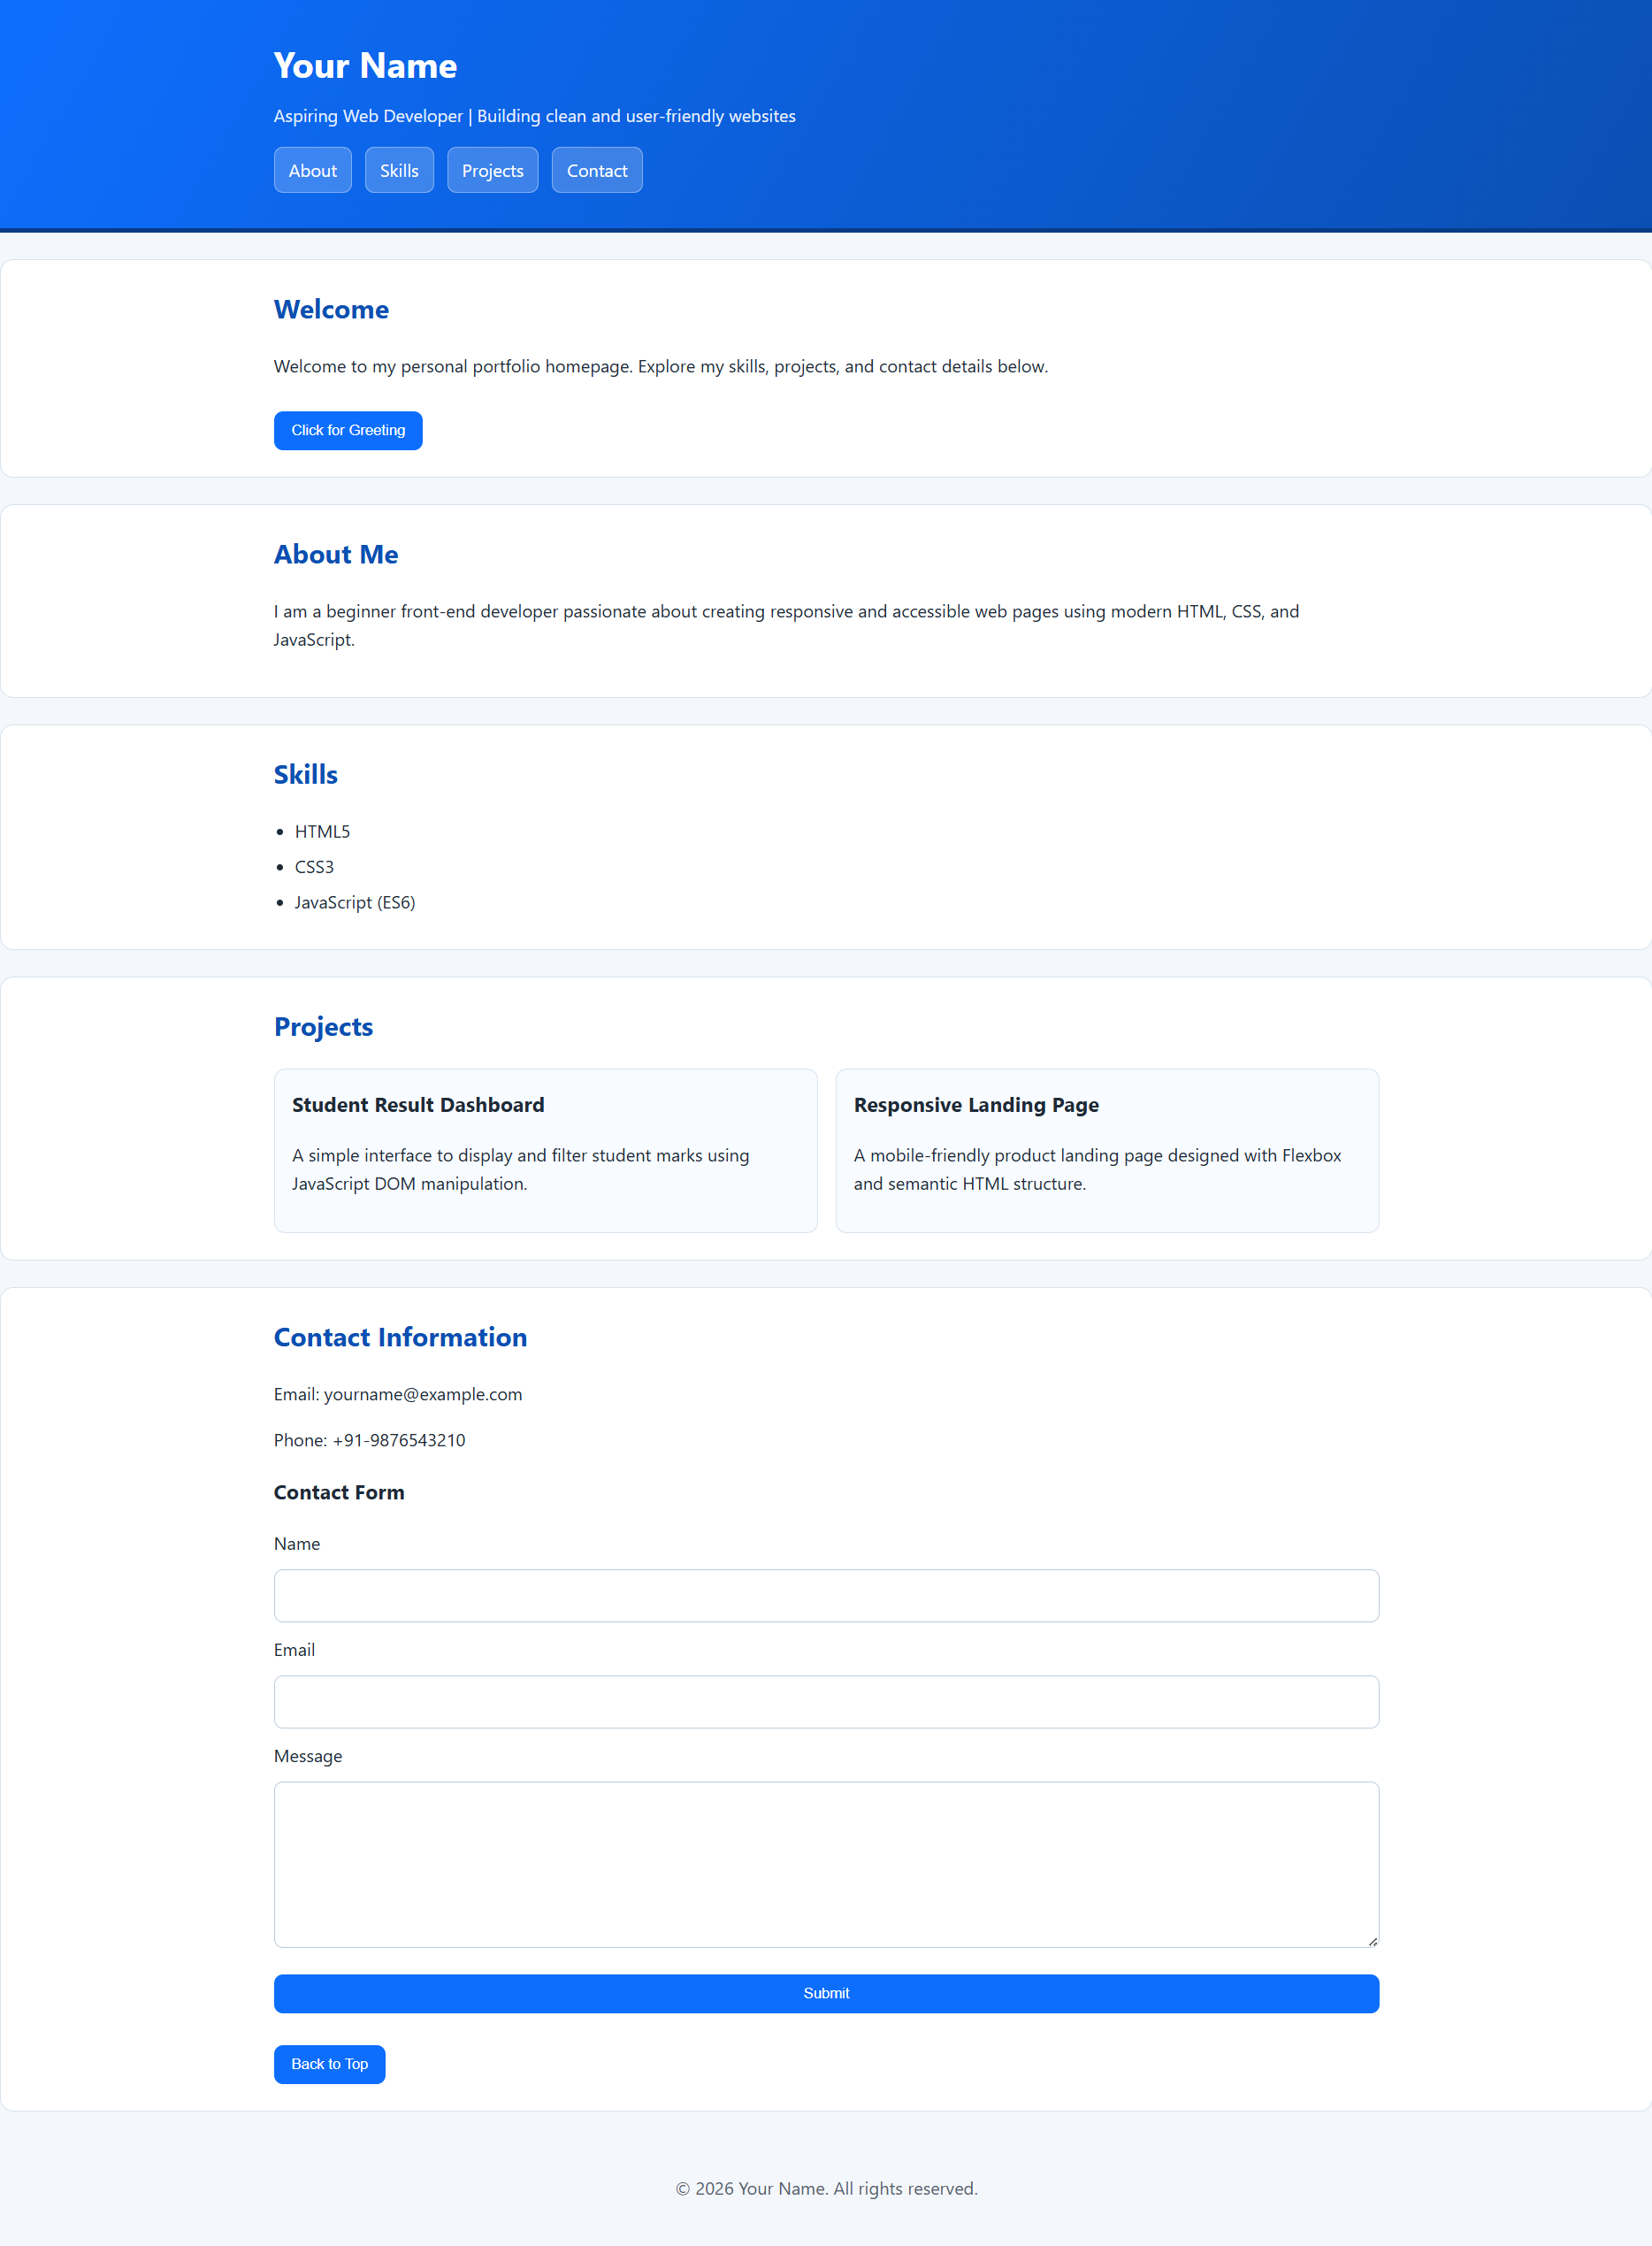 Your Name
Aspiring Web Developer | Building clean and user-friendly websites
About Skills Projects Contact
Welcome
Welcome to my personal portfolio homepage. Explore my skills, projects, and contact details below.
Click for Greeting
About Me
I am a beginner front-end developer passionate about creating responsive and accessible web pages using modern HTML, CSS, and
JavaScript.
Skills
• HTML5
• CSS3
• JavaScript (ES6)
Projects
Student Result Dashboard
A simple interface to display and filter student marks using
JavaScript DOM manipulation.
Responsive Landing Page
A mobile-friendly product landing page designed with Flexbox
and semantic HTML structure.
Contact Information
Email: yourname@example.com
Phone: +91-9876543210
Contact Form
Name
Email
Message
Submit
Back to Top
© 2026 Your Name. All rights reserved.